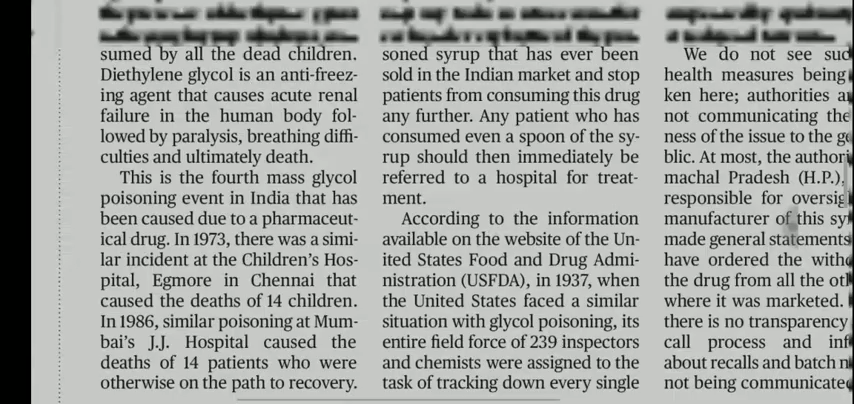 sumed by all the dead children.
Diethylene glycol is an anti-freez-
ing agent that causes acute renal
failure in the human body fol-
lowed by paralysis, breathing diffi-
culties and ultimately death.
This is the fourth mass glycol
poisoning event in India that has
been caused due to a pharmaceut-
ical drug. In 1973, there was a simi-
lar incident at the Children's Hos-
pital, Egmore in Chennai that
caused the deaths of 14 children.
In 1986, similar poisoning at Mum-
bai's J.J. Hospital caused the
deaths of 14 patients who were
otherwise on the path to recovery.
soned syrup that has ever been
sold in the Indian market and stop
patients from consuming this drug
any further. Any patient who has
consumed even a spoon of the sy-
rup should then immediately be
referred to a hospital for treat-
ment.
According to the information
available on the website of the Un-
ited States Food and Drug Admi-
nistration (USFDA), in 1937, when
the United States faced a similar
situation with glycol poisoning, its
entire field force of 239 inspectors
and chemists were assigned to the
task of tracking down every single
We do not see suc
health measures being
ken here; authorities a
not communicating the
ness of the issue to the g
blic. At most, the authori
machal Pradesh (H.P.),
responsible for oversig
manufacturer of this sy
made general statements
have ordered the with
the drug from all the ot
where it was marketed.
there is no transparency
call process and inf
about recalls and batch n
not being communicate